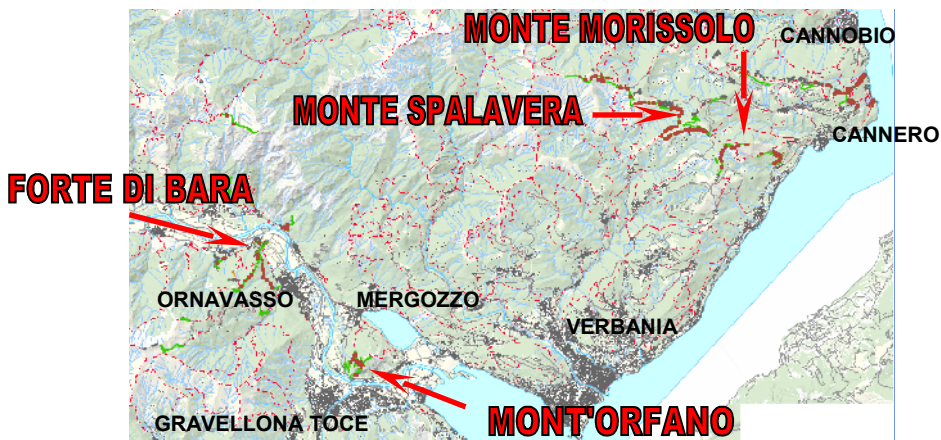 MONTE MORISSOLO
CANNOBIO
MONTE SPALAVERA
CANNERO
FORTE DI BARA
ORNAVASSO
MERGOZZO
VERBANIA
GRAVELLONA TOCE
MONT'ORFANO